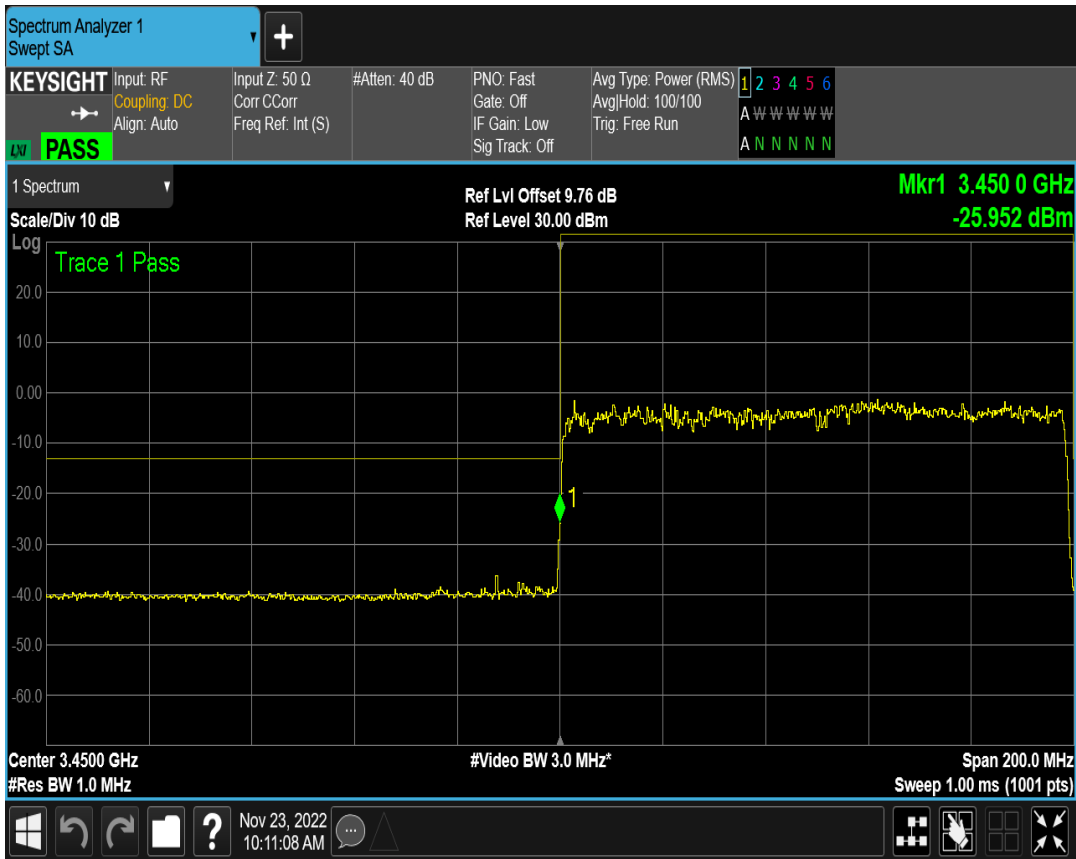 Spectrum Analyzer 1
Swept SA
+
KEYSIGHT
LXI PASS
Input: RF
Coupling: DC
Align: Auto
Input Z: 50 Ω
Corr CCorr
Freq Ref: Int (S)
#Atten: 40 dB
PNO: Fast
Gate: Off
IF Gain: Low
Sig Track: Off
Avg Type: Power (RMS)
Avg|Hold: 100/100
Trig: Free Run
1 2 3 4 5 6
A W W W W W
A N N N N N
1 Spectrum
Scale/Div 10 dB
Ref Lvl Offset 9.76 dB
Ref Level 30.00 dBm
Mkr1 3.450 0 GHz
-25.952 dBm
Log
Trace 1 Pass
20.0
10.0
0.00
-10.0
-20.0
1
-30.0
-40.0
-50.0
-60.0
Center 3.4500 GHz
#Res BW 1.0 MHz
#Video BW 3.0 MHz*
Span 200.0 MHz
Sweep 1.00 ms (1001 pts)
?
Nov 23, 2022
10:11:08 AM